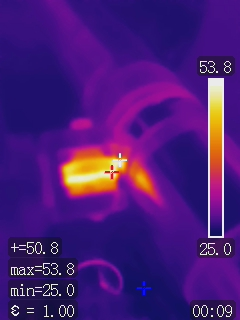 53.8
25.0
+=50.8
max=53.8
min=25.0
ε = 1.00
00:09